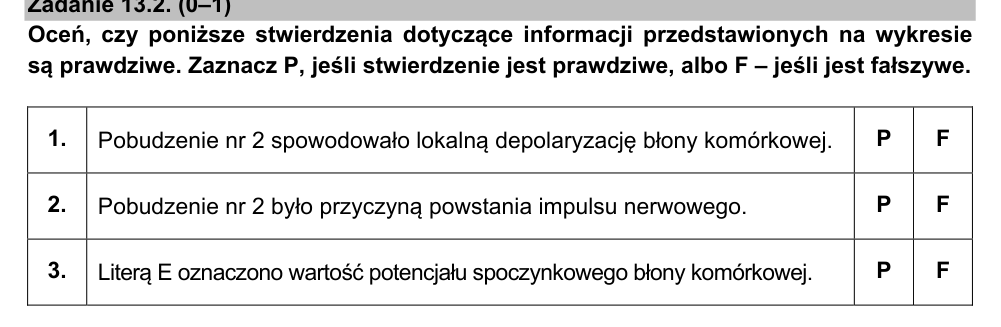 Zadanie 13.2. (0–1)
Oceń, czy poniższe stwierdzenia dotyczące informacji przedstawionych na wykresie
są prawdziwe. Zaznacz P, jeśli stwierdzenie jest prawdziwe, albo F – jeśli jest fałszywe.
1. Pobudzenie nr 2 spowodowało lokalną depolaryzację błony komórkowej. P F
2. Pobudzenie nr 2 było przyczyną powstania impulsu nerwowego. P F
3. Literą E oznaczono wartość potencjału spoczynkowego błony komórkowej. P F